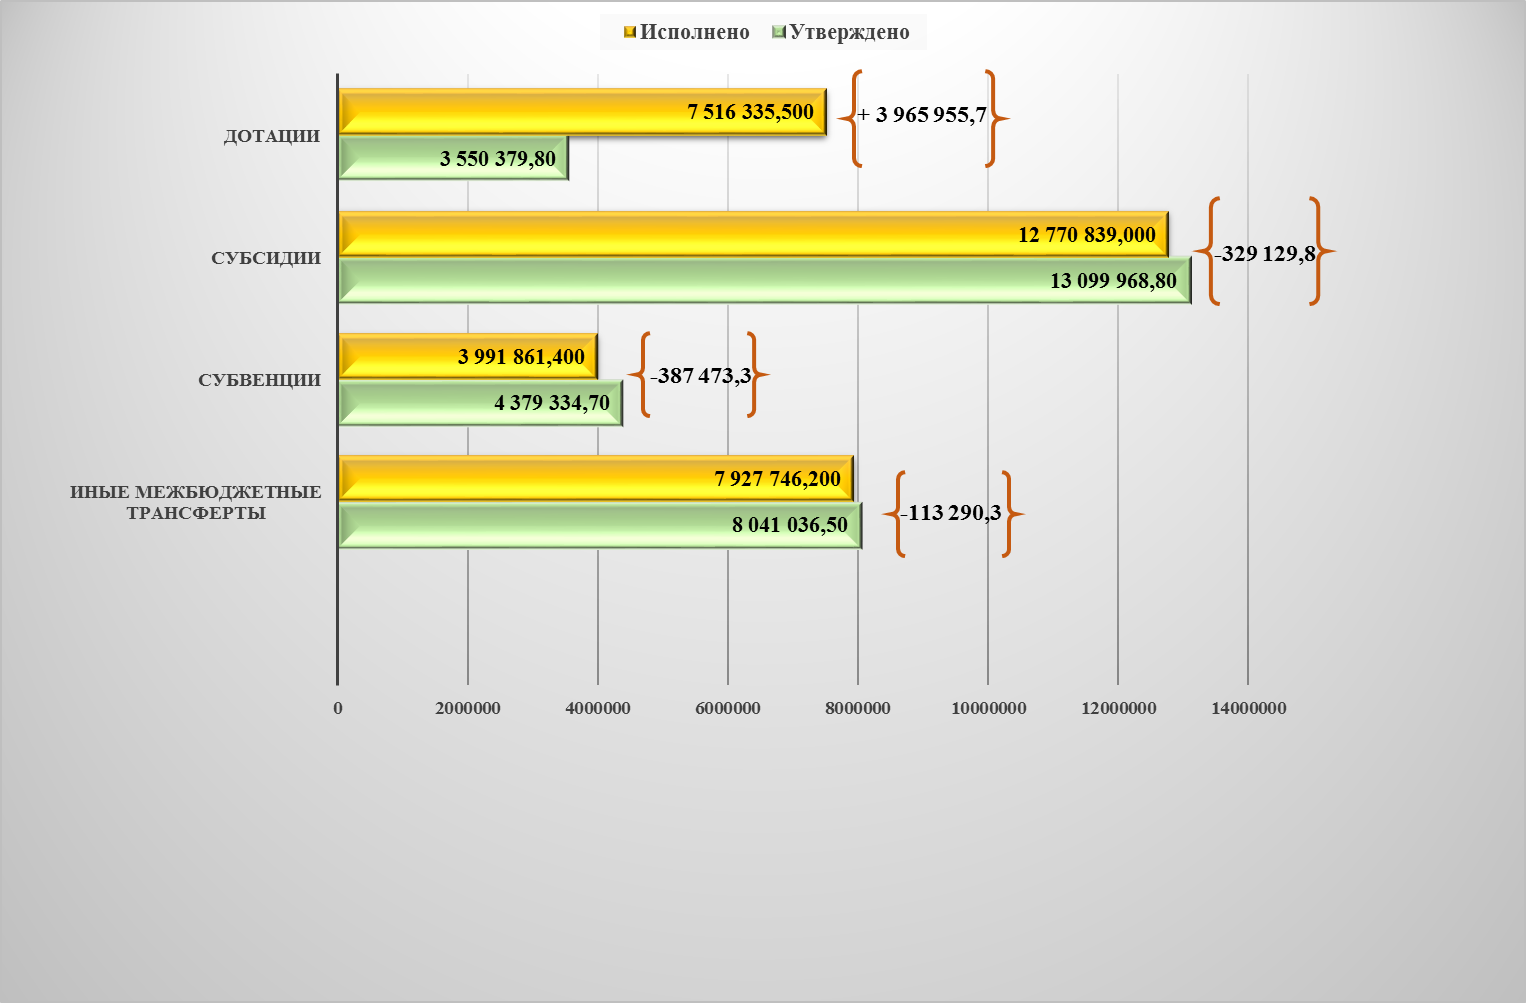 Исполнено Утверждено
ДОТАЦИИ
7 516 335,500
+ 3 965 955,7
3 550 379,80
СУБСИДИИ
12 770 839,000
-329 129,8
13 099 968,80
СУБВЕНЦИИ
3 991 861,400
-387 473,3
4 379 334,70
ИНЫЕ МЕЖБЮДЖЕТНЫЕ
ТРАНСФЕРТЫ
7 927 746,200
-113 290,3
8 041 036,50
0 2000000 4000000 6000000 8000000 10000000 12000000 14000000